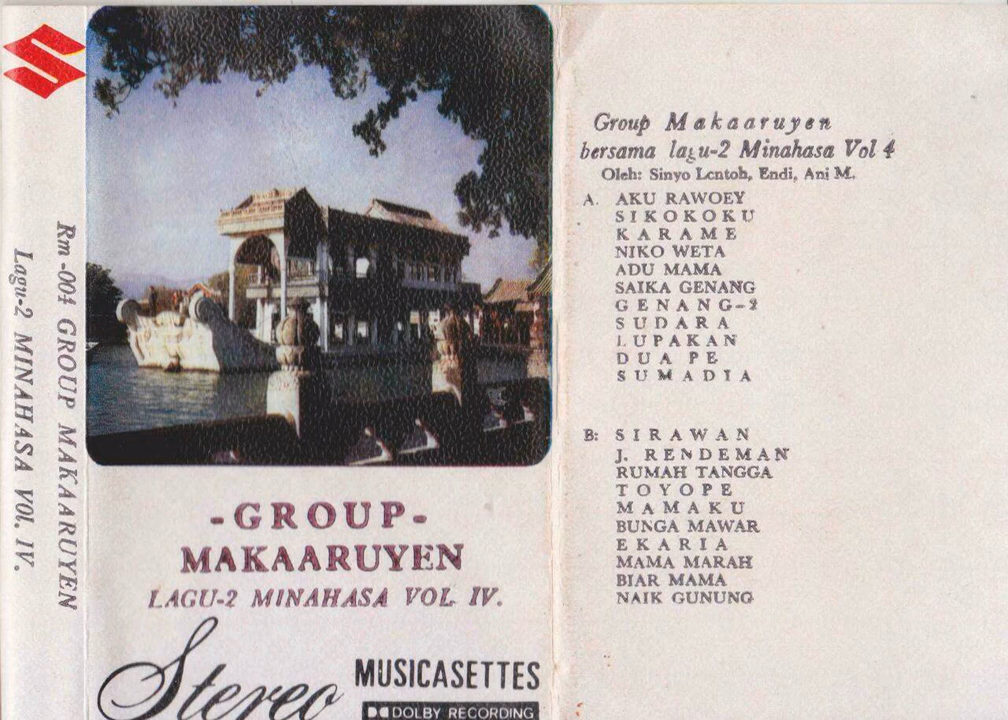 Rm-004 GROUP MAKAARUYEN
Lagu-2 MINAHASA VOL. IV.
-GROUP-
MAKAARUYEN
LAGU-2 MINAHASA VOL. IV.
Stereo
MUSICASETTES
DOLBY RECORDING
Group Makaaruyen
bersama lagu-2 Minahasa Vol 4
Oleh: Sinyo Lentoh, Endi, Ani M.
A. AKU RAWOEY
SIKOKOKU
KARAME
NIKO WETA
ADU MAMA
SAIKA GENANG
GENANG-2
SUDARA
LUPAKAN
DUA PE
SUMADIA
B: SIRAWAN
J. RENDEMAN
RUMAH TANGGA
TOYOPE
MAMAKU
BUNGA MAWAR
EKARIA
MAMA MARAH
BIAR MAMA
NAIK GUNUNG